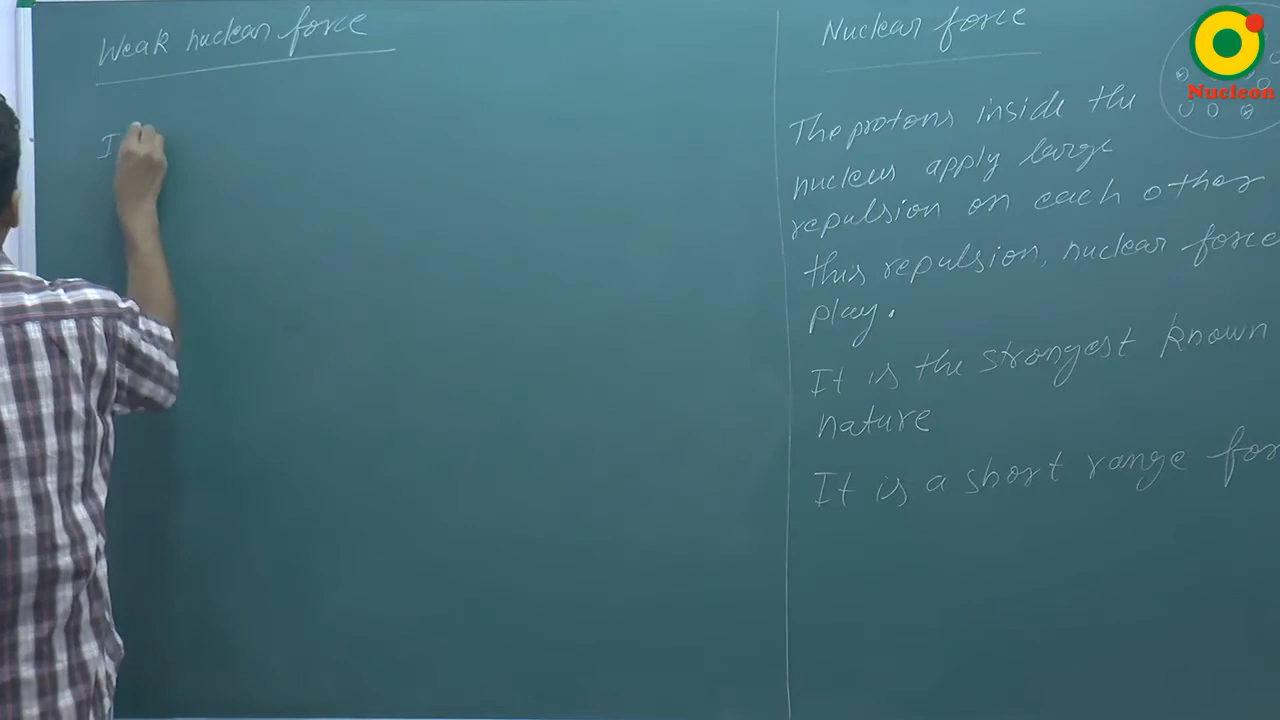 Weak nuclear force
I
Nuclear force
The protons inside the
nucleus apply large
repulsion on each other
this repulsion, nuclear force
play.
It is the strongest known
nature
It is a short range for
Nucleon